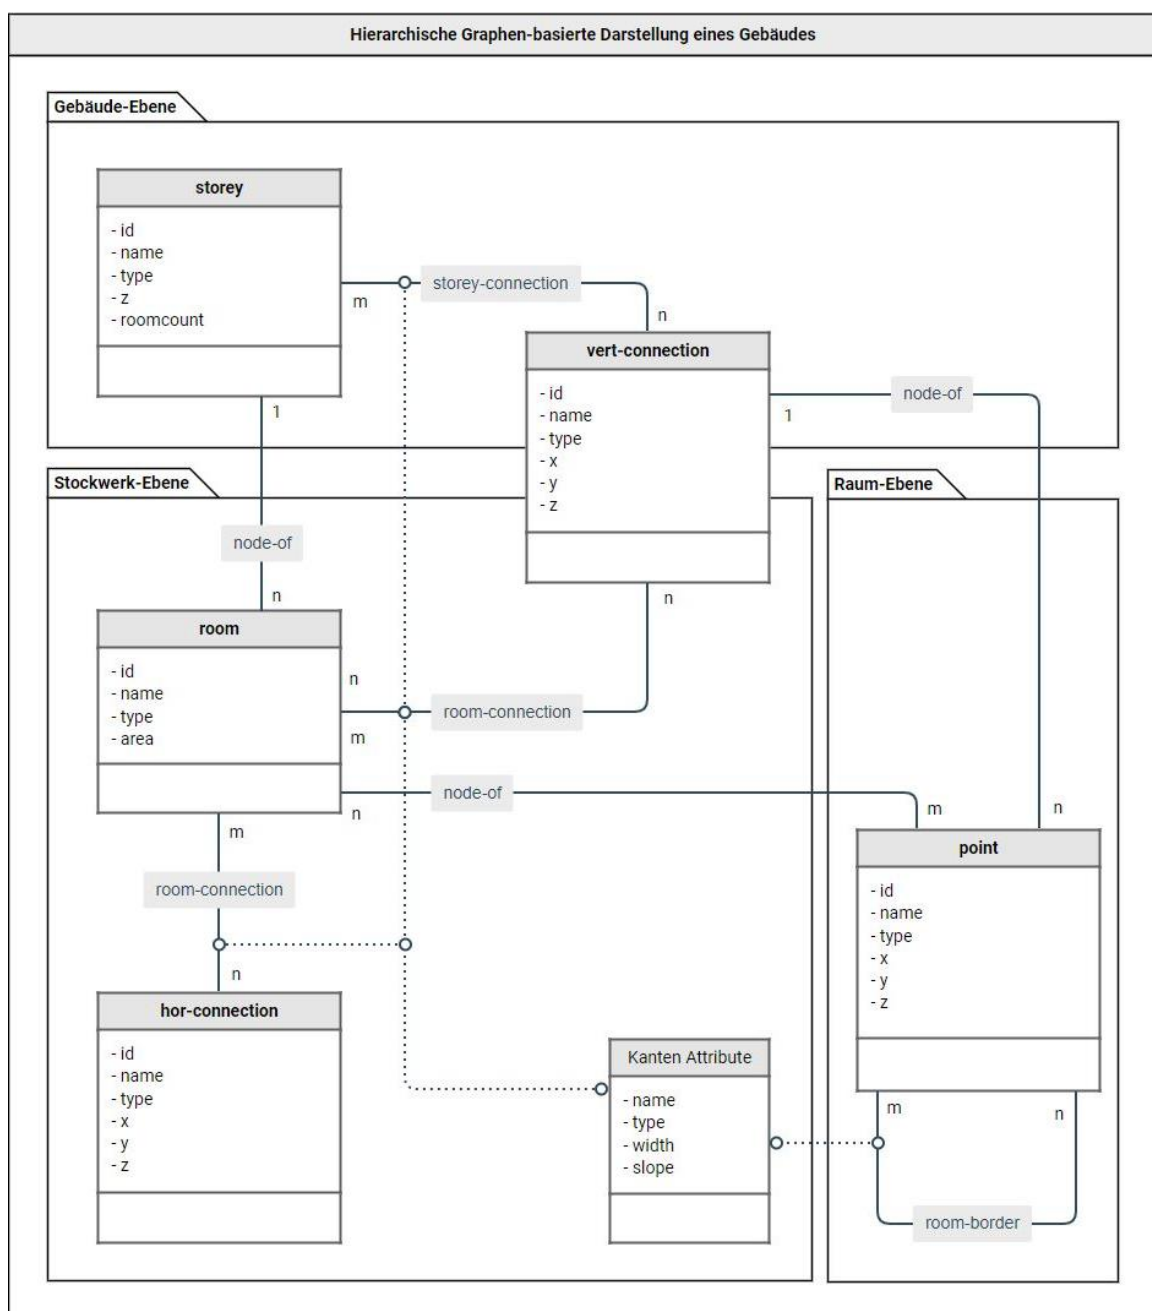 Hierarchische Graphen-basierte Darstellung eines Gebäudes
Gebäude-Ebene
storey
- id
- name
- type
- z
- roomcount
m
storey-connection
n
vert-connection
- id
- name
- type
- x
- y
- z
1
node-of
1
Stockwerk-Ebene
Raum-Ebene
node-of
n
n
room
- id
- name
- type
- area
n
room-connection
m
node-of
n
m
n
m
point
- id
- name
- type
- x
- y
- z
room-connection
n
hor-connection
- id
- name
- type
- x
- y
- z
Kanten Attribute
- name
- type
- width
- slope
m
n
room-border